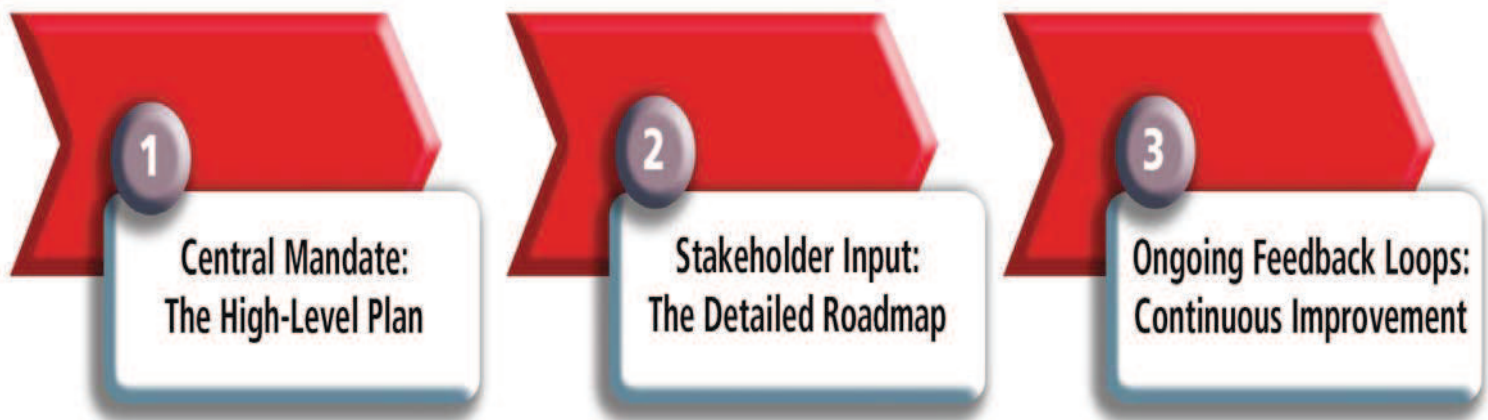 1
Central Mandate:
The High-Level Plan
2
Stakeholder Input:
The Detailed Roadmap
3
Ongoing Feedback Loops:
Continuous Improvement